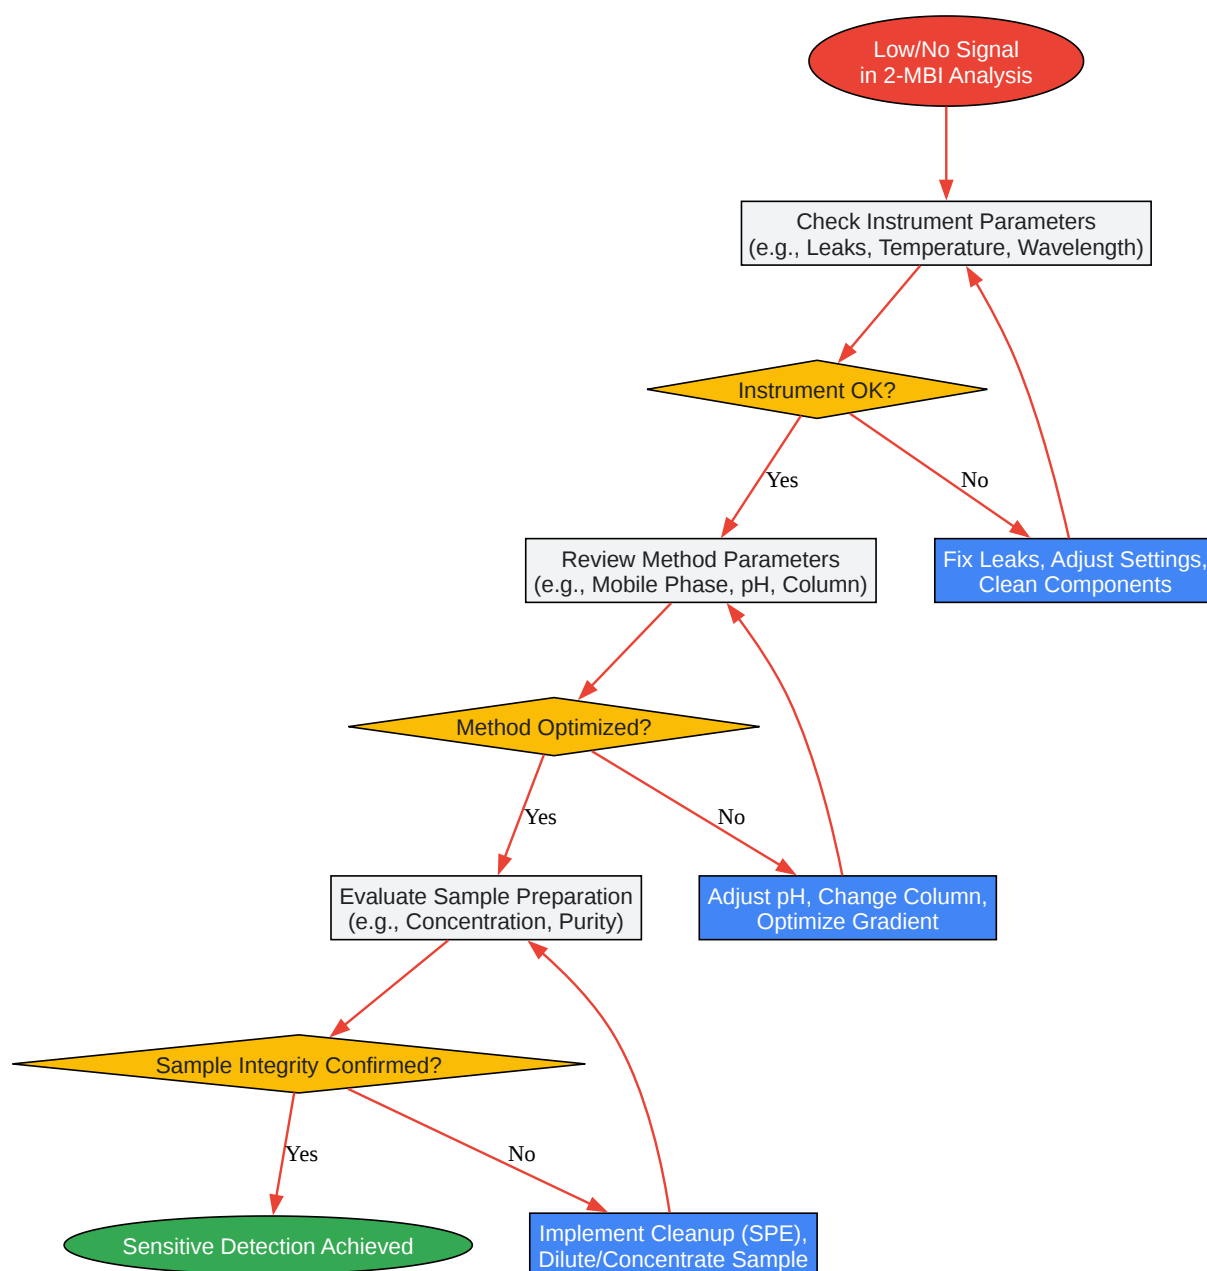 Low/No Signal
in 2-MBI Analysis
Check Instrument Parameters
(e.g., Leaks, Temperature, Wavelength)
Instrument OK?
Yes
No
Review Method Parameters
(e.g., Mobile Phase, pH, Column)
Fix Leaks, Adjust Settings,
Clean Components
Method Optimized?
Yes
No
Evaluate Sample Preparation
(e.g., Concentration, Purity)
Adjust pH, Change Column,
Optimize Gradient
Sample Integrity Confirmed?
Yes
No
Sensitive Detection Achieved
Implement Cleanup (SPE),
Dilute/Concentrate Sample